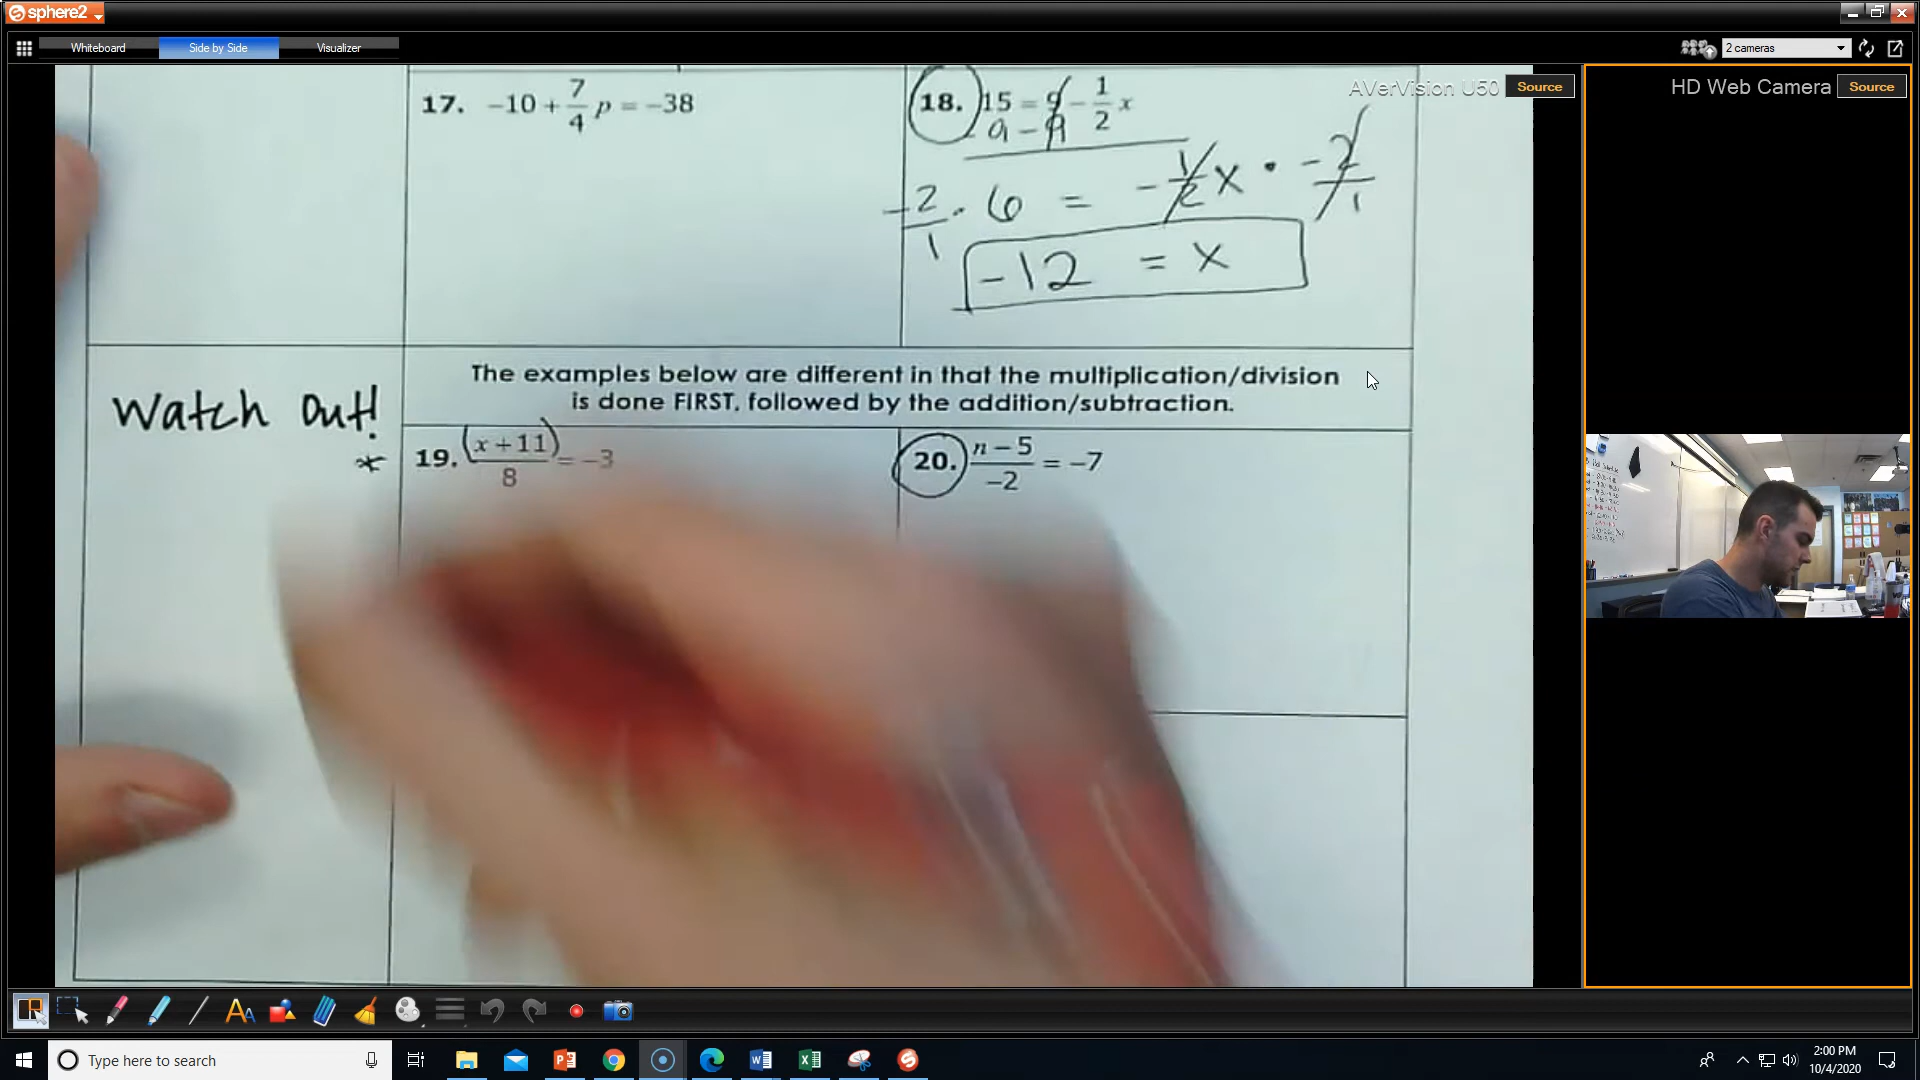 sphere2
Whiteboard
Side by Side
Visualizer
2 cameras
AVerVision U50
Source
HD Web Camera
Source
17. −10 + 7/4 p = −38
18. 15 = 9 − 1/2 x
9 − 9
−2/1 · 6 = −1/2 x · −2/1
−12 = x
Watch Out!
*
The examples below are different in that the multiplication/division
is done FIRST, followed by the addition/subtraction.
19. (x + 11)/8 = −3
20. n − 5/−2 = −7
Type here to search
2:00 PM
10/4/2020